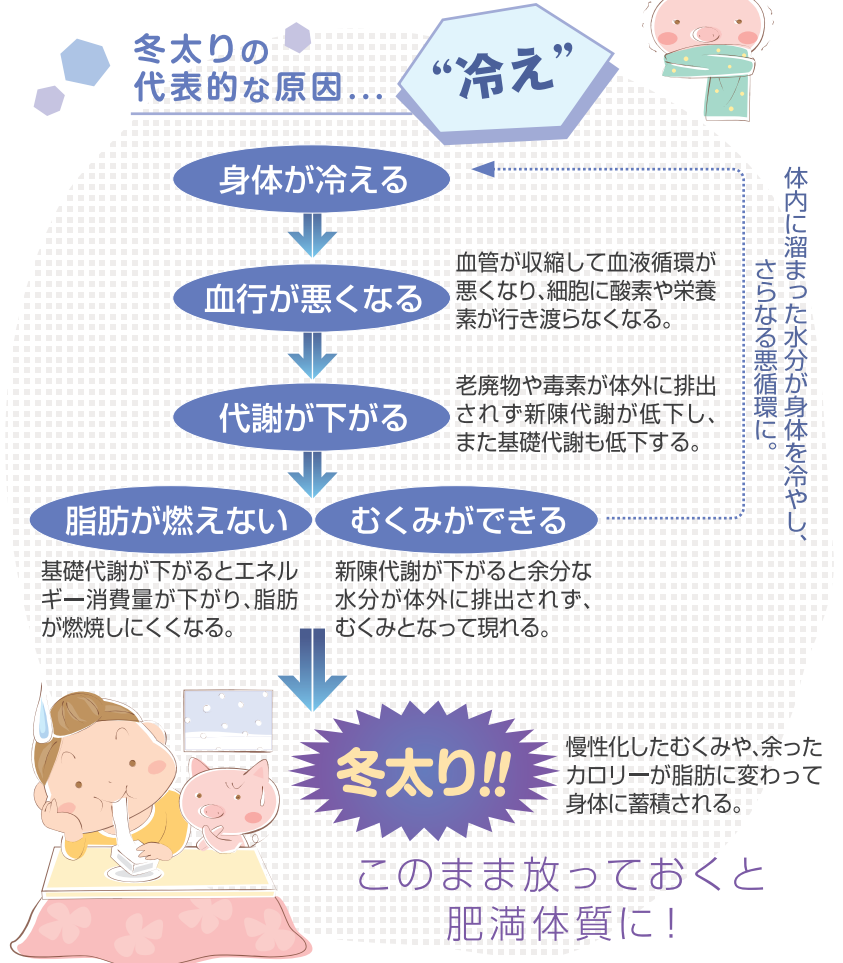 冬太りの
代表的な原因...
“冷え”
身体が冷える
血行が悪くなる
血管が収縮して血液循環が
悪くなり、細胞に酸素や栄養
素が行き渡らなくなる。
代謝が下がる
老廃物や毒素が体外に排出
されず新陳代謝が低下し、
また基礎代謝も低下する。
脂肪が燃えない
基礎代謝が下がるとエネル
ギー消費量が下がり、脂肪
が燃焼しにくくなる。
むくみができる
新陳代謝が下がると余分な
水分が体外に排出されず、
むくみとなって現れる。
体内に溜まった水分が身体を冷やし、
さらなる悪循環に。
冬太り!!
慢性化したむくみや、余った
カロリーが脂肪に変わって
身体に蓄積される。
このまま放っておくと
肥満体質に!